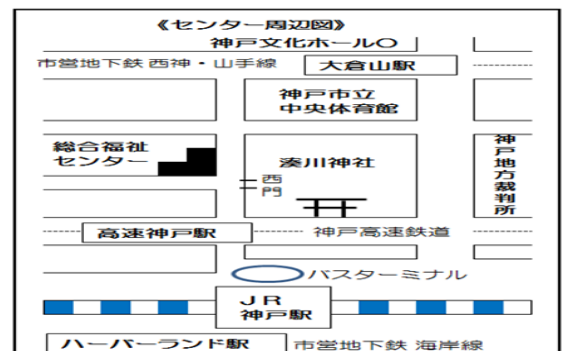 《センター周辺図》
神戸文化ホール〇
市営地下鉄 西神・山手線
大倉山駅
神戸市立
中央体育館
総合福祉
センター
湊川神社
西門
神戸地方裁判所
高速神戸駅
神戸高速鉄道
バスターミナル
JR
神戸駅
ハーバーランド駅
市営地下鉄 海岸線